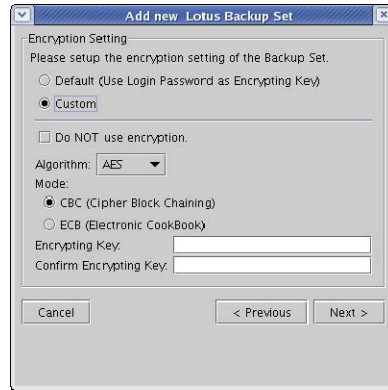 Add new Lotus Backup Set
Encryption Setting
Please setup the encryption setting of the Backup Set.
Default (Use Login Password as Encrypting Key)
Custom
Do NOT use encryption.
Algorithm: AES
Mode:
CBC (Cipher Block Chaining)
ECB (Electronic CookBook)
Encrypting Key:
Confirm Encrypting Key:
Cancel < Previous Next >